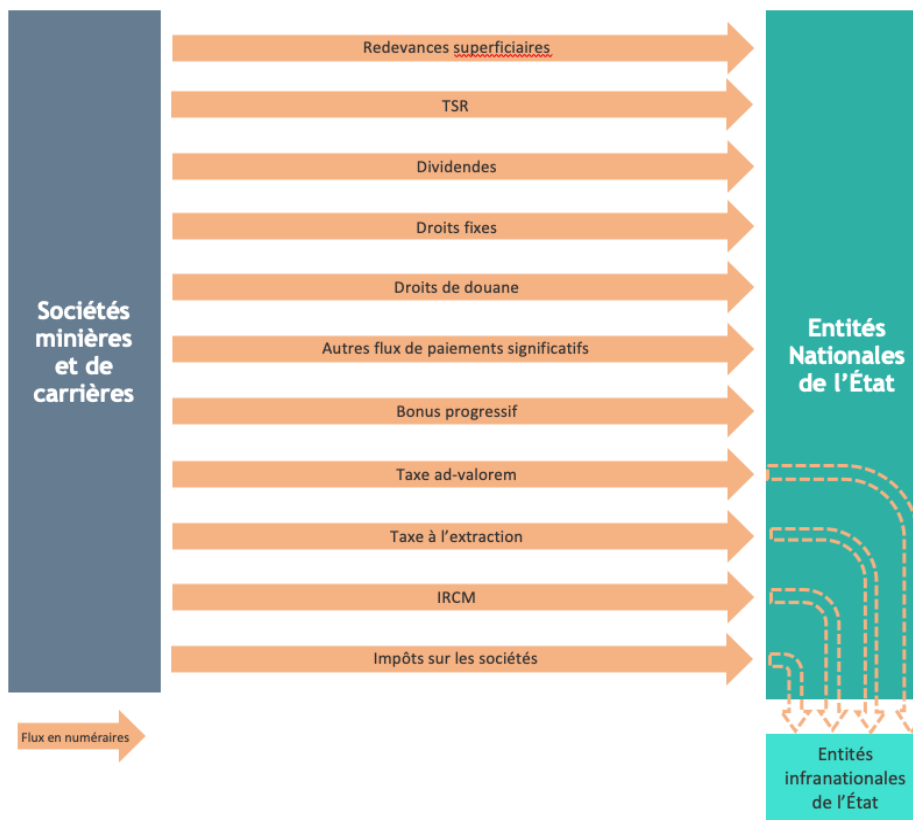 Redevances superficiaires
TSR
Dividendes
Droits fixes
Droits de douane
Autres flux de paiements significatifs
Bonus progressif
Taxe ad-valorem
Taxe à l'extraction
IRCM
Impôts sur les sociétés
Sociétés
minières
et de
carrières
Entités
Nationales
de l'État
Flux en numéraires
Entités
infranationales
de l'État